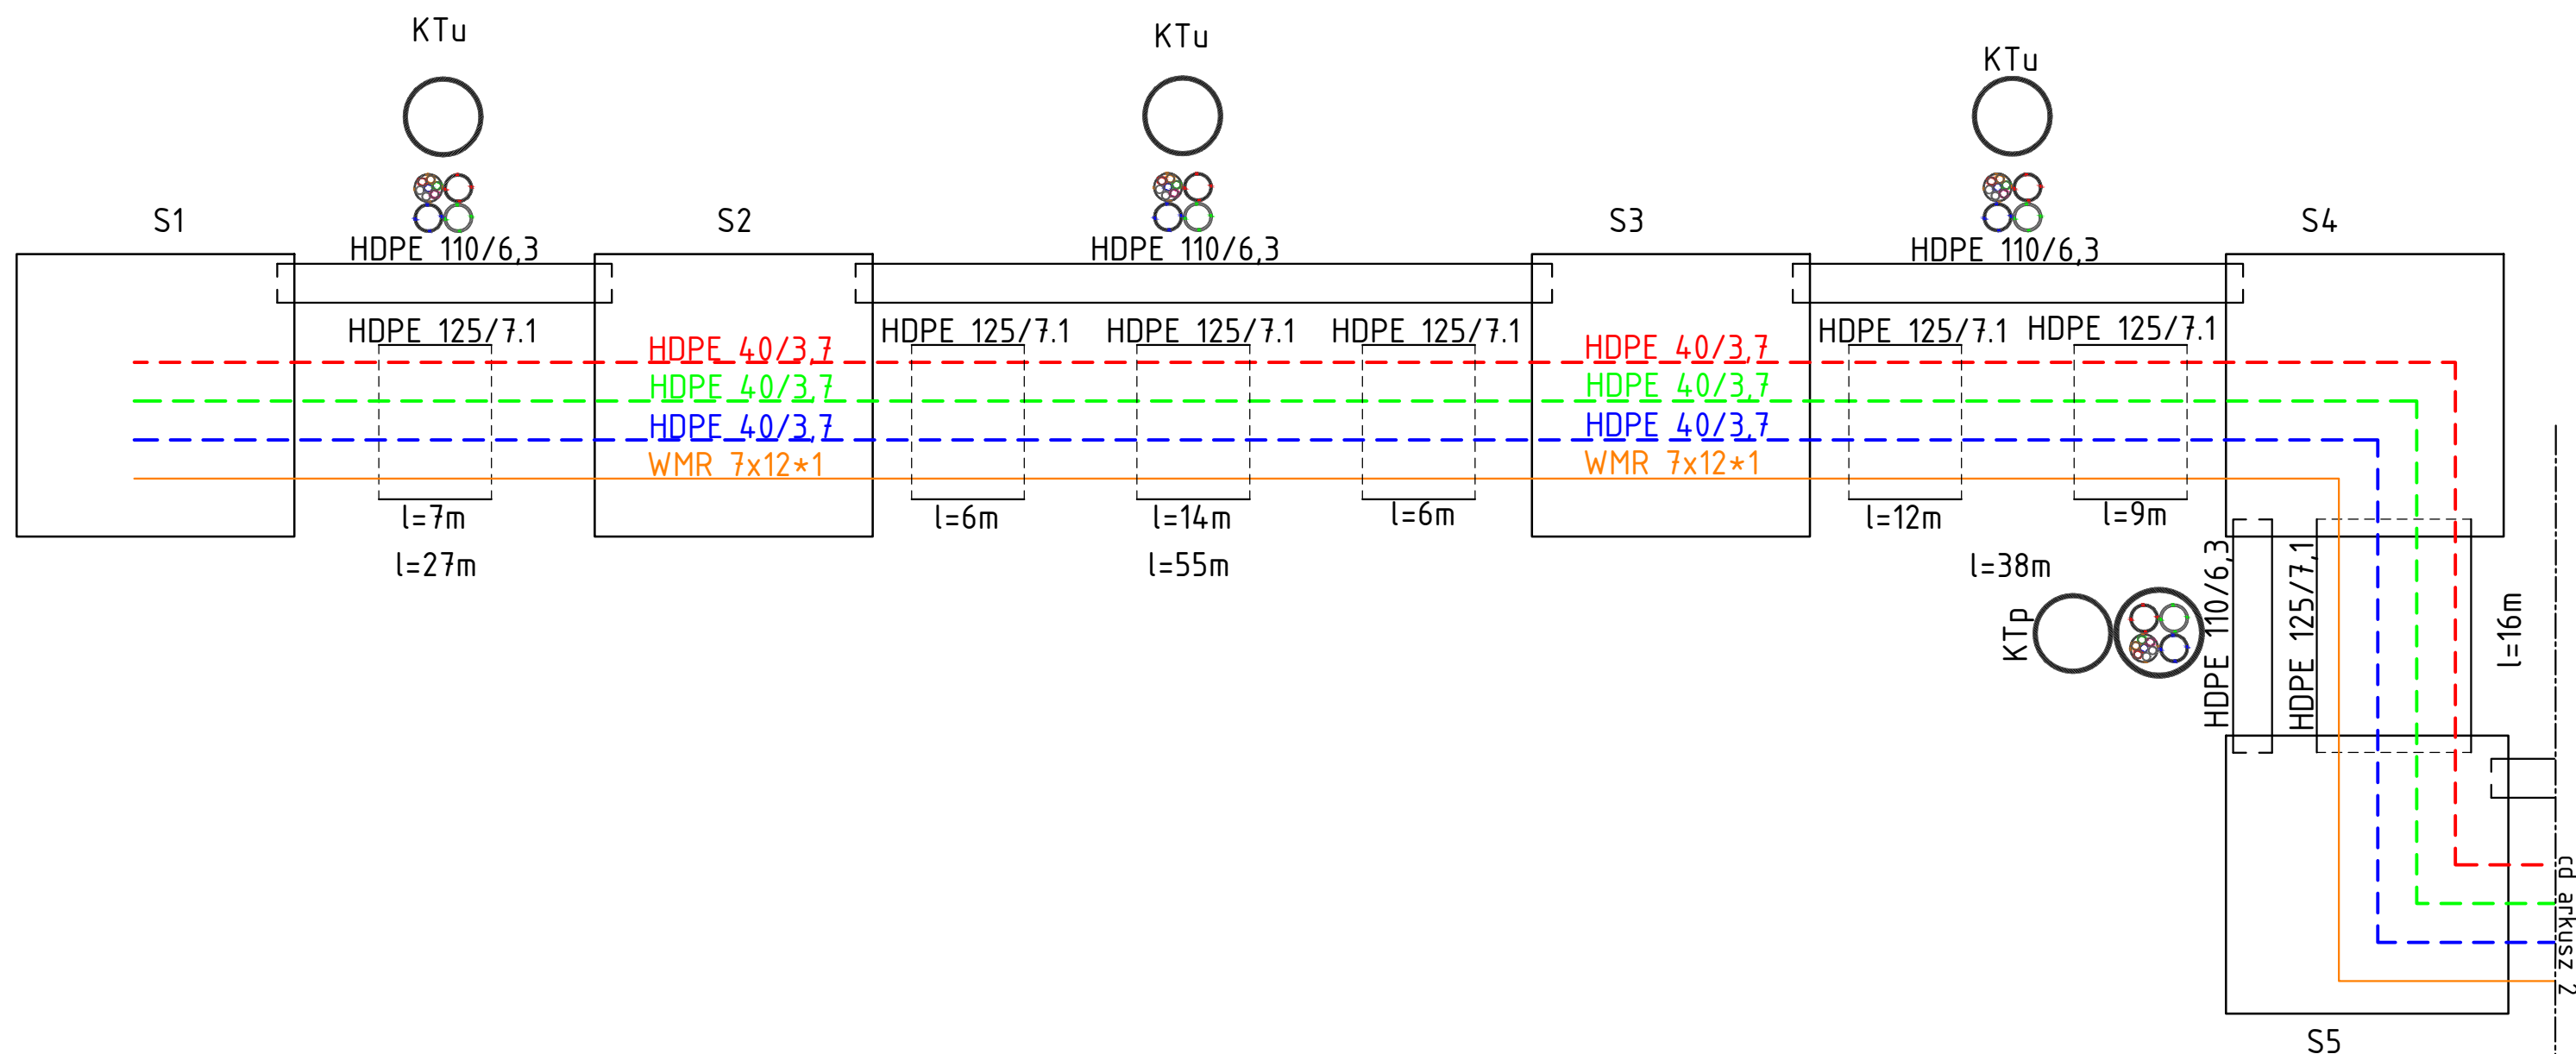 KTu
KTu
KTu
S1
S2
S3
S4
HDPE 110/6,3
HDPE 110/6,3
HDPE 110/6,3
HDPE 125/7.1
HDPE 125/7.1
HDPE 125/7.1
HDPE 125/7.1
HDPE 125/7.1
HDPE 125/7.1
HDPE 40/3,7
HDPE 40/3,7
HDPE 40/3,7
WMR 7x12*1
HDPE 40/3,7
HDPE 40/3,7
HDPE 40/3,7
WMR 7x12*1
l=7m
l=6m
l=14m
l=6m
l=12m
l=9m
l=27m
l=55m
l=38m
KTp
HDPE 110/6,3
HDPE 125/7,1
l=16m
cd arkusz 2
S5